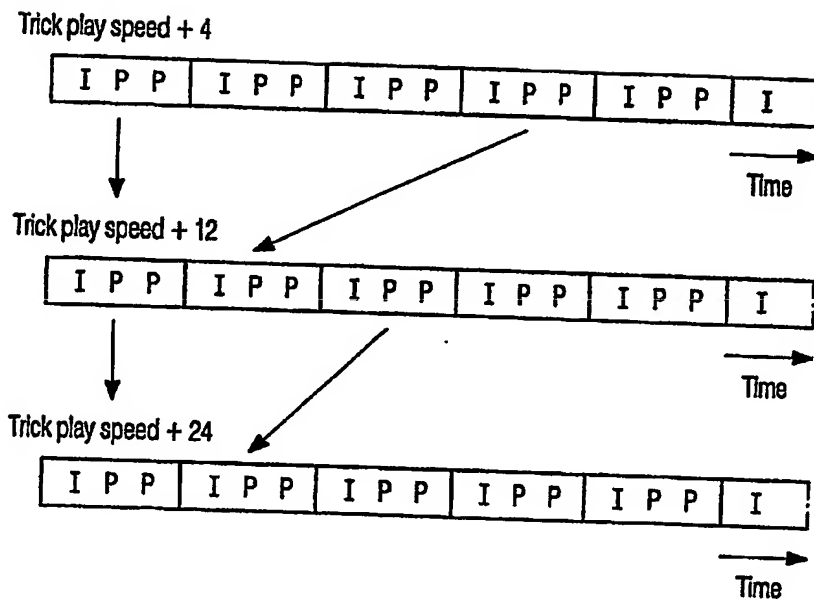 Trick play speed + 4
I P P I P P I P P I P P I P P I
Time
Trick play speed + 12
I P P I P P I P P I P P I P P I
Time
Trick play speed + 24
I P P I P P I P P I P P I P P I
Time